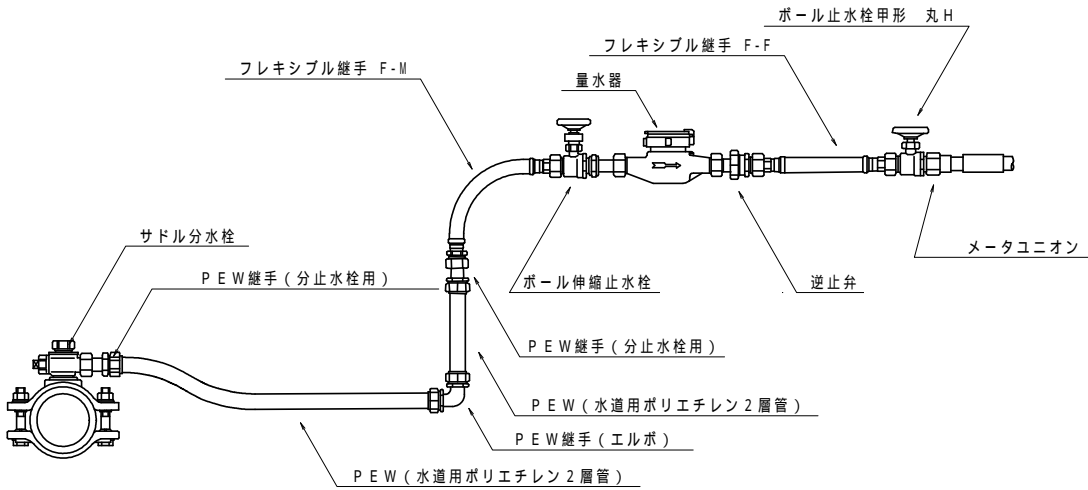 ボール止水栓甲形　丸H
フレキシブル継手 F-F
フレキシブル継手 F-M
量水器
サドル分水栓
メータユニオン
PEW継手(分止水栓用)
ボール伸縮止水栓
逆止弁
PEW継手(分止水栓用)
PEW(水道用ポリエチレン2層管)
PEW継手(エルボ)
PEW(水道用ポリエチレン2層管)